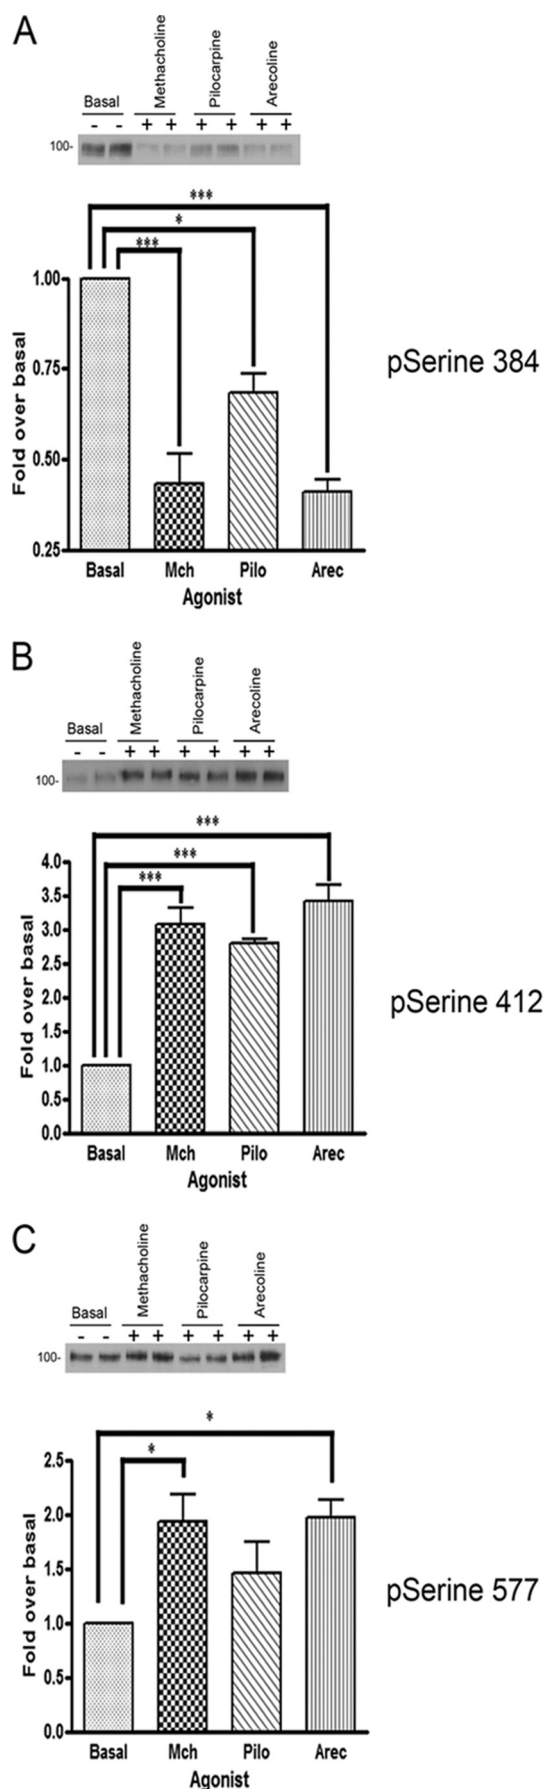 A
Methacholine
Pilocarpine
Arecoline
Basal
- - + + + + + +
100-
***
*
***
1.00
0.75
0.50
0.25
Fold over basal
Basal Mch Pilo Arec
Agonist
pSerine 384
B
Methacholine
Pilocarpine
Arecoline
Basal
- - + + + + + +
100-
***
***
***
4.0
3.5
3.0
2.5
2.0
1.5
1.0
0.5
0.0
Fold over basal
Basal Mch Pilo Arec
Agonist
pSerine 412
C
Methacholine
Pilocarpine
Arecoline
Basal
- - + + + + + +
100-
*
*
2.5
2.0
1.5
1.0
0.5
0.0
Fold over basal
Basal Mch Pilo Arec
Agonist
pSerine 577